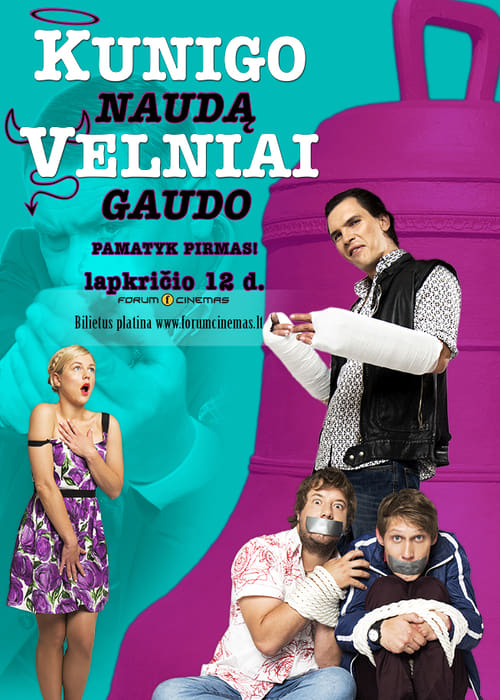 KUNIGO
NAUDĄ
VELNIAI
GAUDO
PAMATYK PIRMAS!
lapkričio 12 d.
FORUM f CINEMAS
Bilietus platina www.forumcinemas.lt